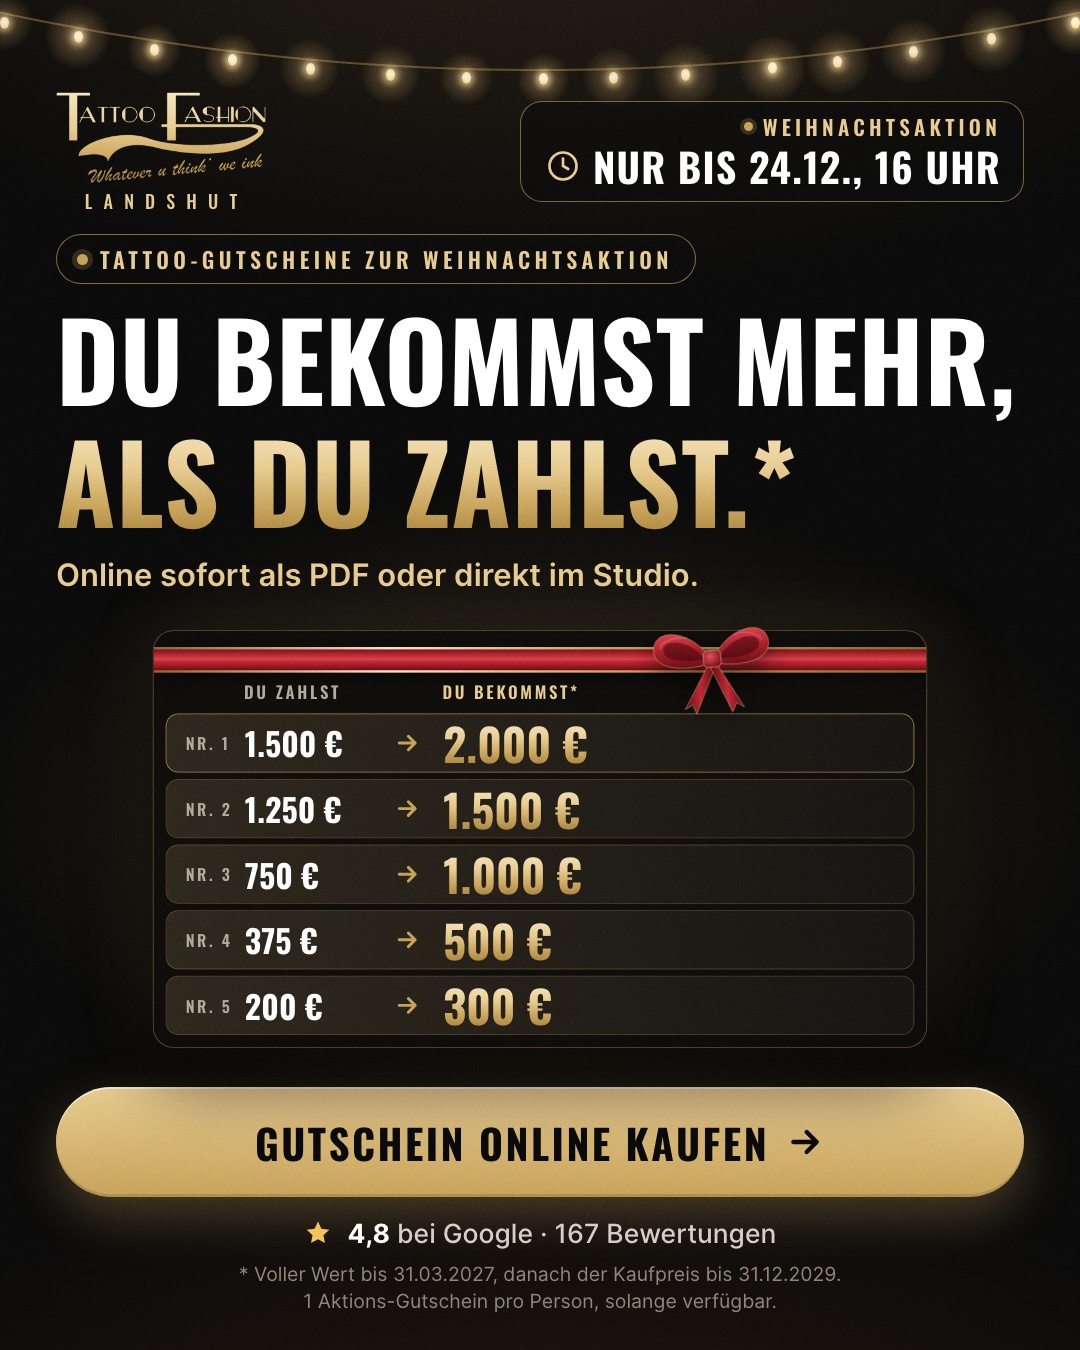 TATTOO FASHION
Whatever u think' we ink
LANDSHUT
WEIHNACHTSAKTION
NUR BIS 24.12., 16 UHR
TATTOO-GUTSCHEINE ZUR WEIHNACHTSAKTION
DU BEKOMMST MEHR,
ALS DU ZAHLST.*
Online sofort als PDF oder direkt im Studio.
DU ZAHLST DU BEKOMMST*
NR. 1 1.500 € → 2.000 €
NR. 2 1.250 € → 1.500 €
NR. 3 750 € → 1.000 €
NR. 4 375 € → 500 €
NR. 5 200 € → 300 €
GUTSCHEIN ONLINE KAUFEN →
★ 4,8 bei Google · 167 Bewertungen
* Voller Wert bis 31.03.2027, danach der Kaufpreis bis 31.12.2029.
1 Aktions-Gutschein pro Person, solange verfügbar.